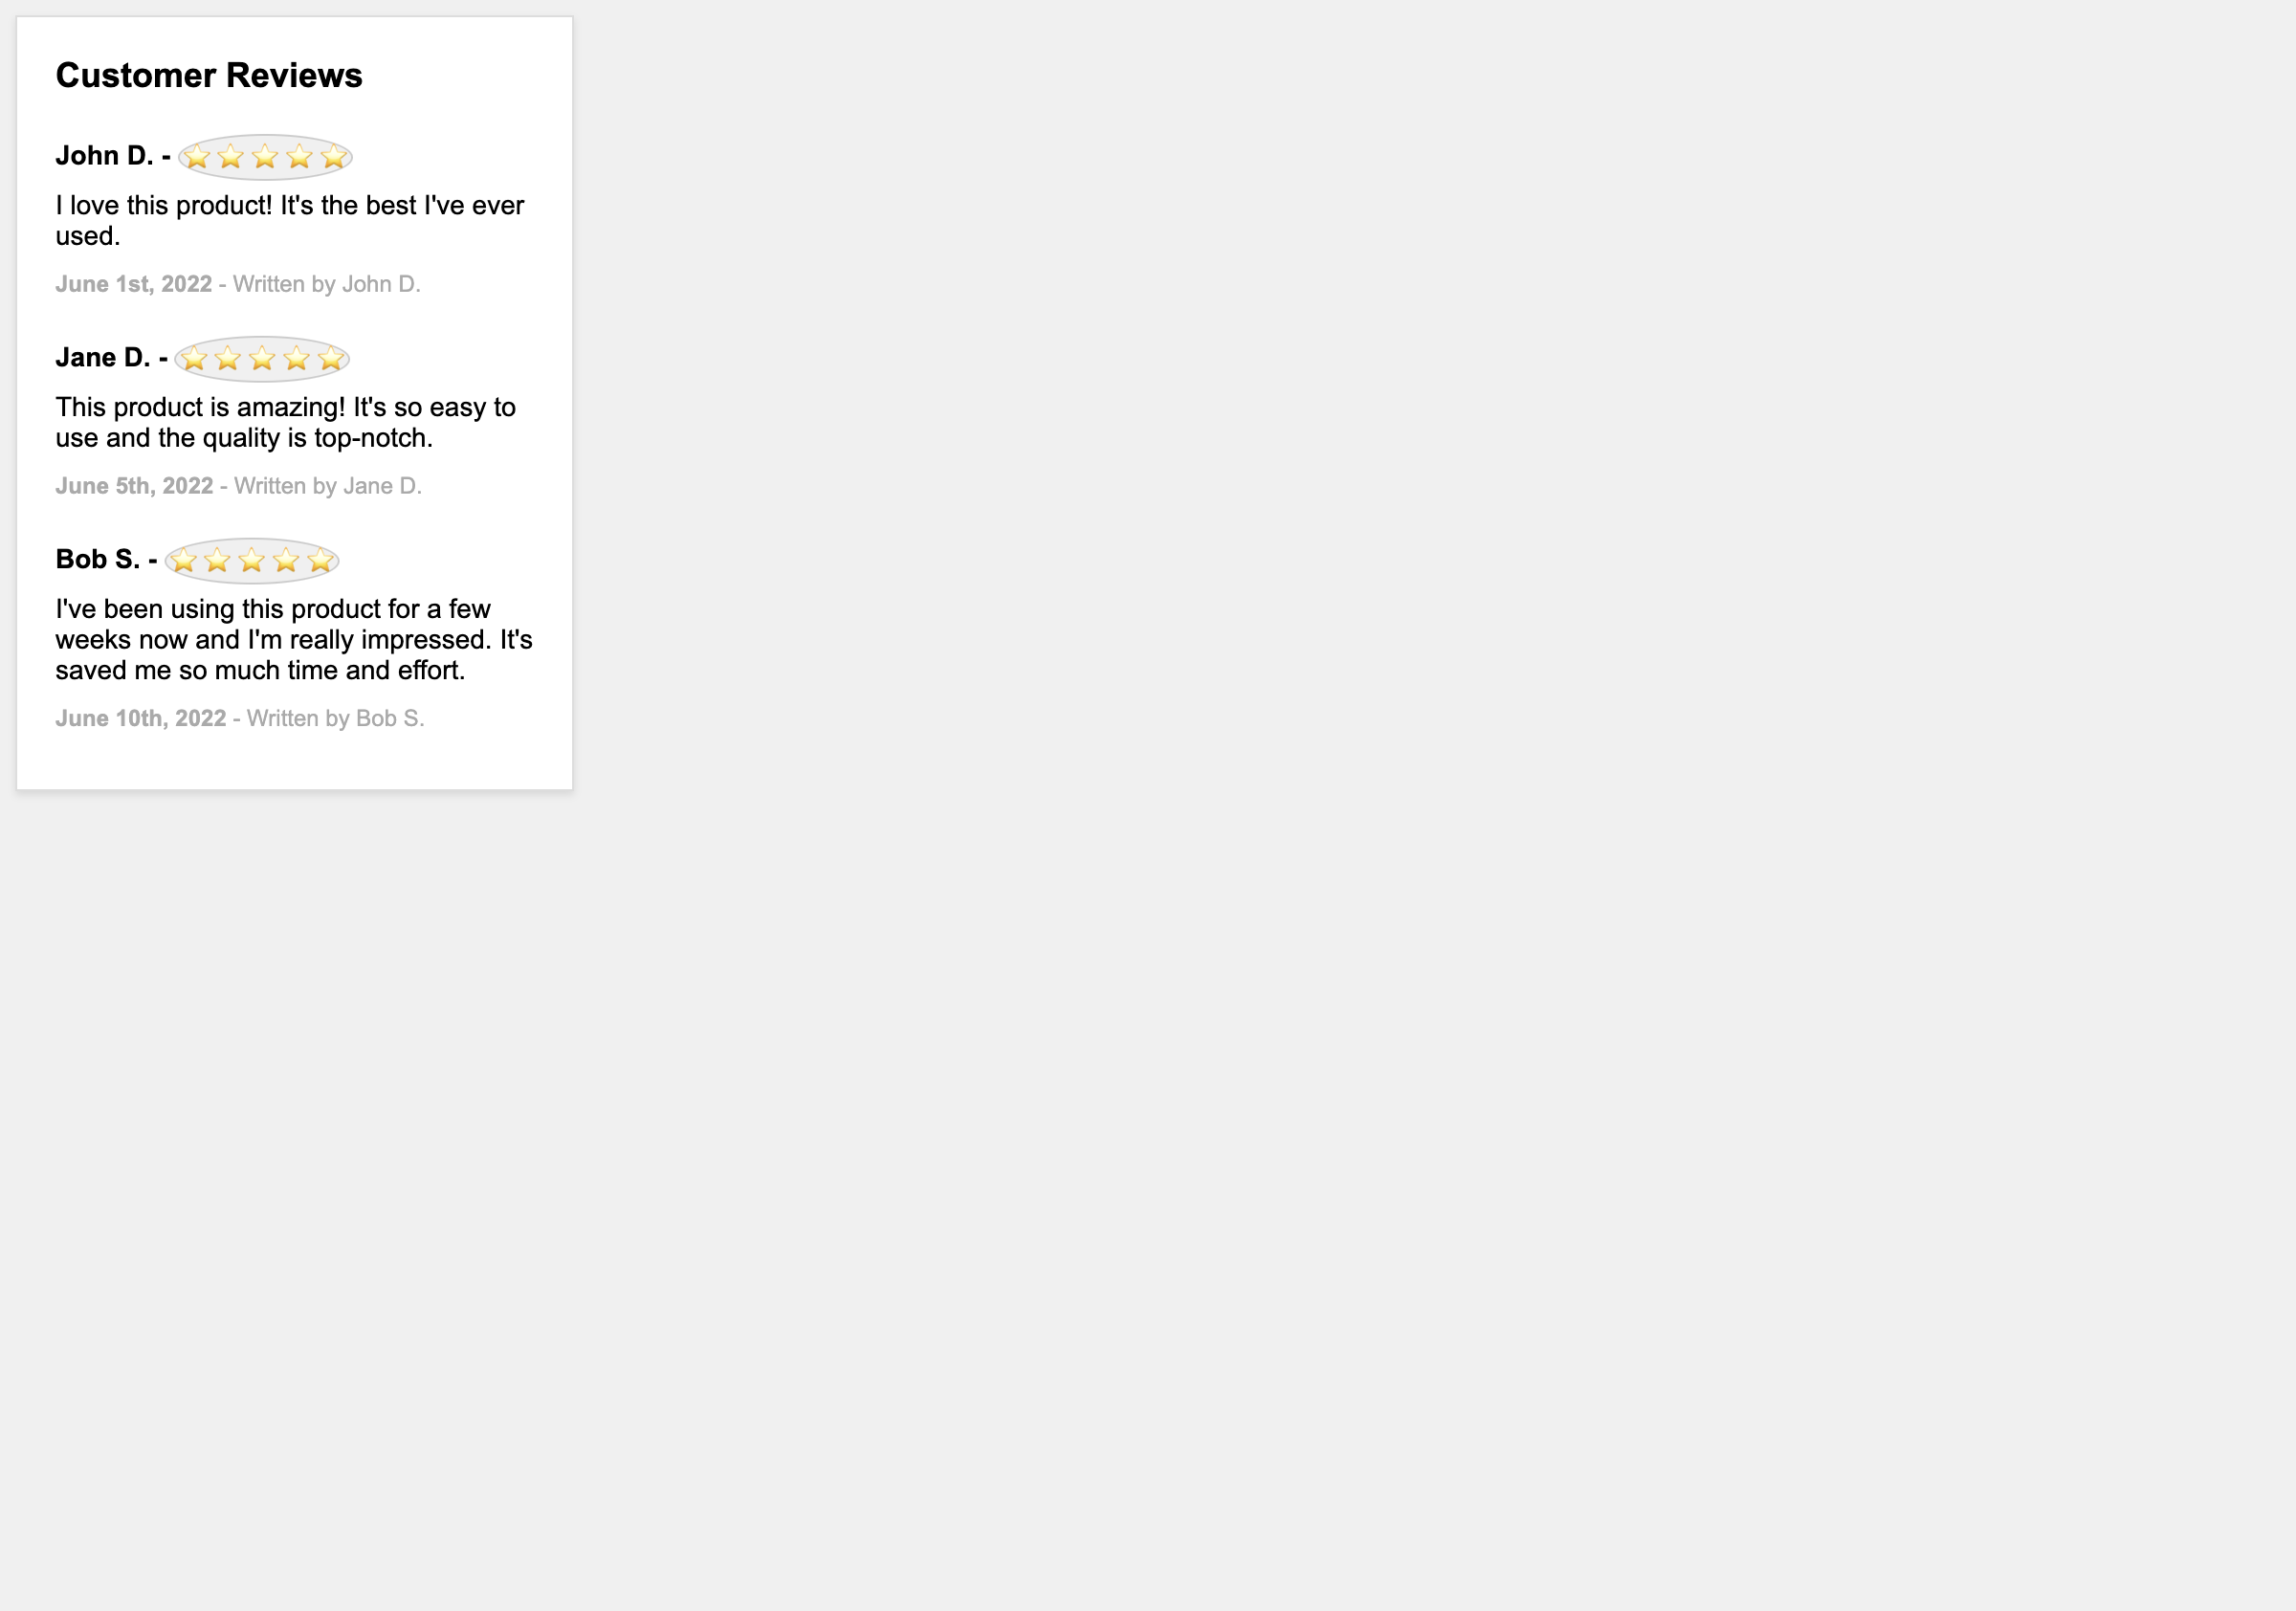 Customer Reviews
John D. - ⭐⭐⭐⭐⭐
I love this product! It's the best I've ever
used.
June 1st, 2022 - Written by John D.
Jane D. - ⭐⭐⭐⭐⭐
This product is amazing! It's so easy to
use and the quality is top-notch.
June 5th, 2022 - Written by Jane D.
Bob S. - ⭐⭐⭐⭐⭐
I've been using this product for a few
weeks now and I'm really impressed. It's
saved me so much time and effort.
June 10th, 2022 - Written by Bob S.